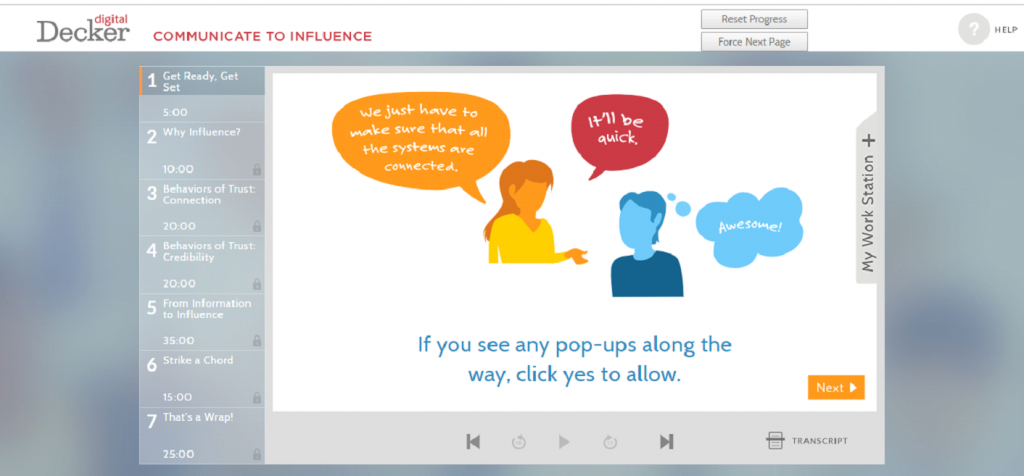 digital
Decker
COMMUNICATE TO INFLUENCE
Reset Progress
Force Next Page
?
HELP
1 Get Ready, Get
Set
5:00
2 Why Influence?
10:00
3 Behaviors of Trust:
Connection
20:00
4 Behaviors of Trust:
Credibility
20:00
5 From Information
to Influence
35:00
6 Strike a Chord
15:00
7 That's a Wrap!
25:00
We just have to
make sure that all
the systems are
connected.
It'll be
quick.
Awesome!
My Work Station +
If you see any pop-ups along the
way, click yes to allow.
Next
TRANSCRIPT